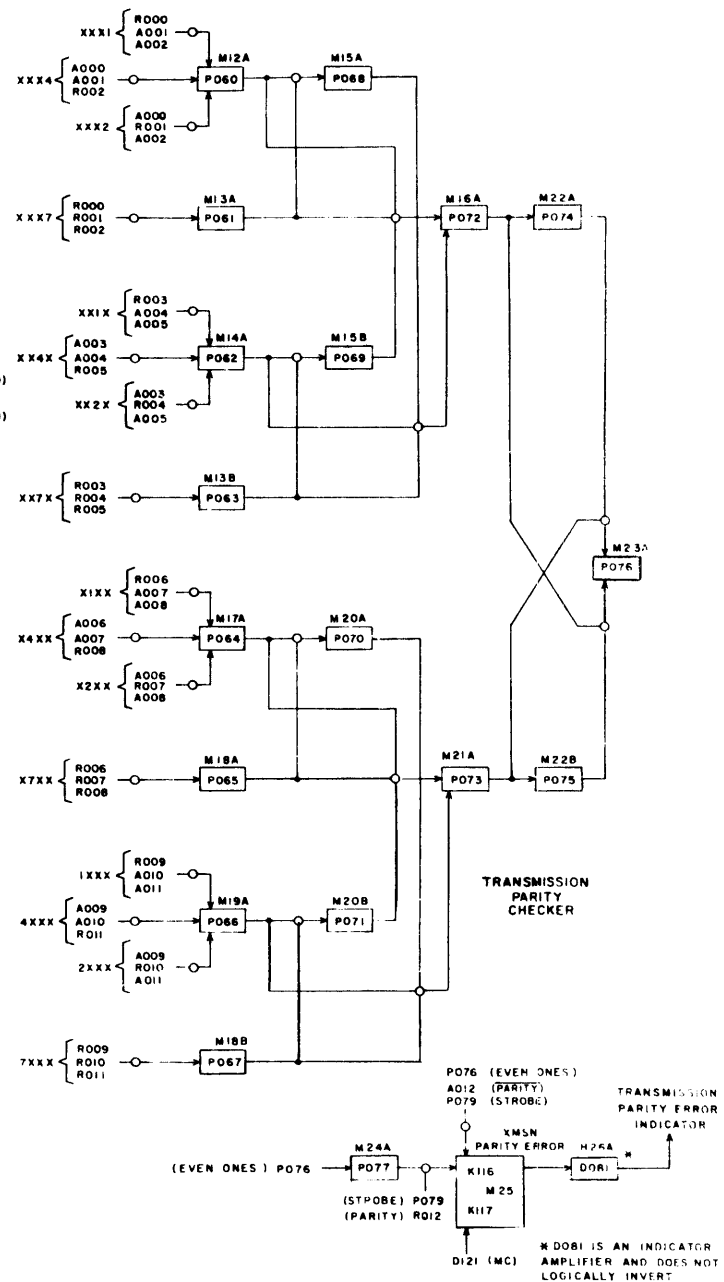 XXX1 { R000
A001
A002
M12A
P060
M15A
P068
XXX4 { A000
A001
R002
XXX2 { A000
R001
A002
XXX7 { R000
R001
R002
M13A
P061
M16A
P072
M22A
P074
XX1X { R003
A004
A005
M14A
P062
M15B
P069
XX4X { A003
A004
R005
XX2X { A003
R004
A005
)
)
XX7X { R003
R004
R005
M13B
P063
M23A
P076
X1XX { R006
A007
A008
M17A
P064
M20A
P070
X4XX { A006
A007
R008
X2XX { A006
R007
A008
X7XX { R006
R007
R008
M18A
P065
M21A
P073
M22B
P075
1XXX { R009
A010
A011
M19A
P066
M20B
P071
4XXX { A009
A010
R011
2XXX { A009
R010
A011
TRANSMISSION
PARITY
CHECKER
7XXX { R009
R010
R011
M18B
P067
P076 (EVEN ONES)
A012 (PARITY)
P079 (STROBE)
TRANSMISSION
PARITY ERROR
INDICATOR
XMSN
PARITY ERROR
M24A
(EVEN ONES) P076
P077
K116
M25
K117
H26A
D081
*
(STROBE) P079
(PARITY) R012
D121 (MC)
* D081 IS AN INDICATOR
AMPLIFIER AND DOES NOT
LOGICALLY INVERT